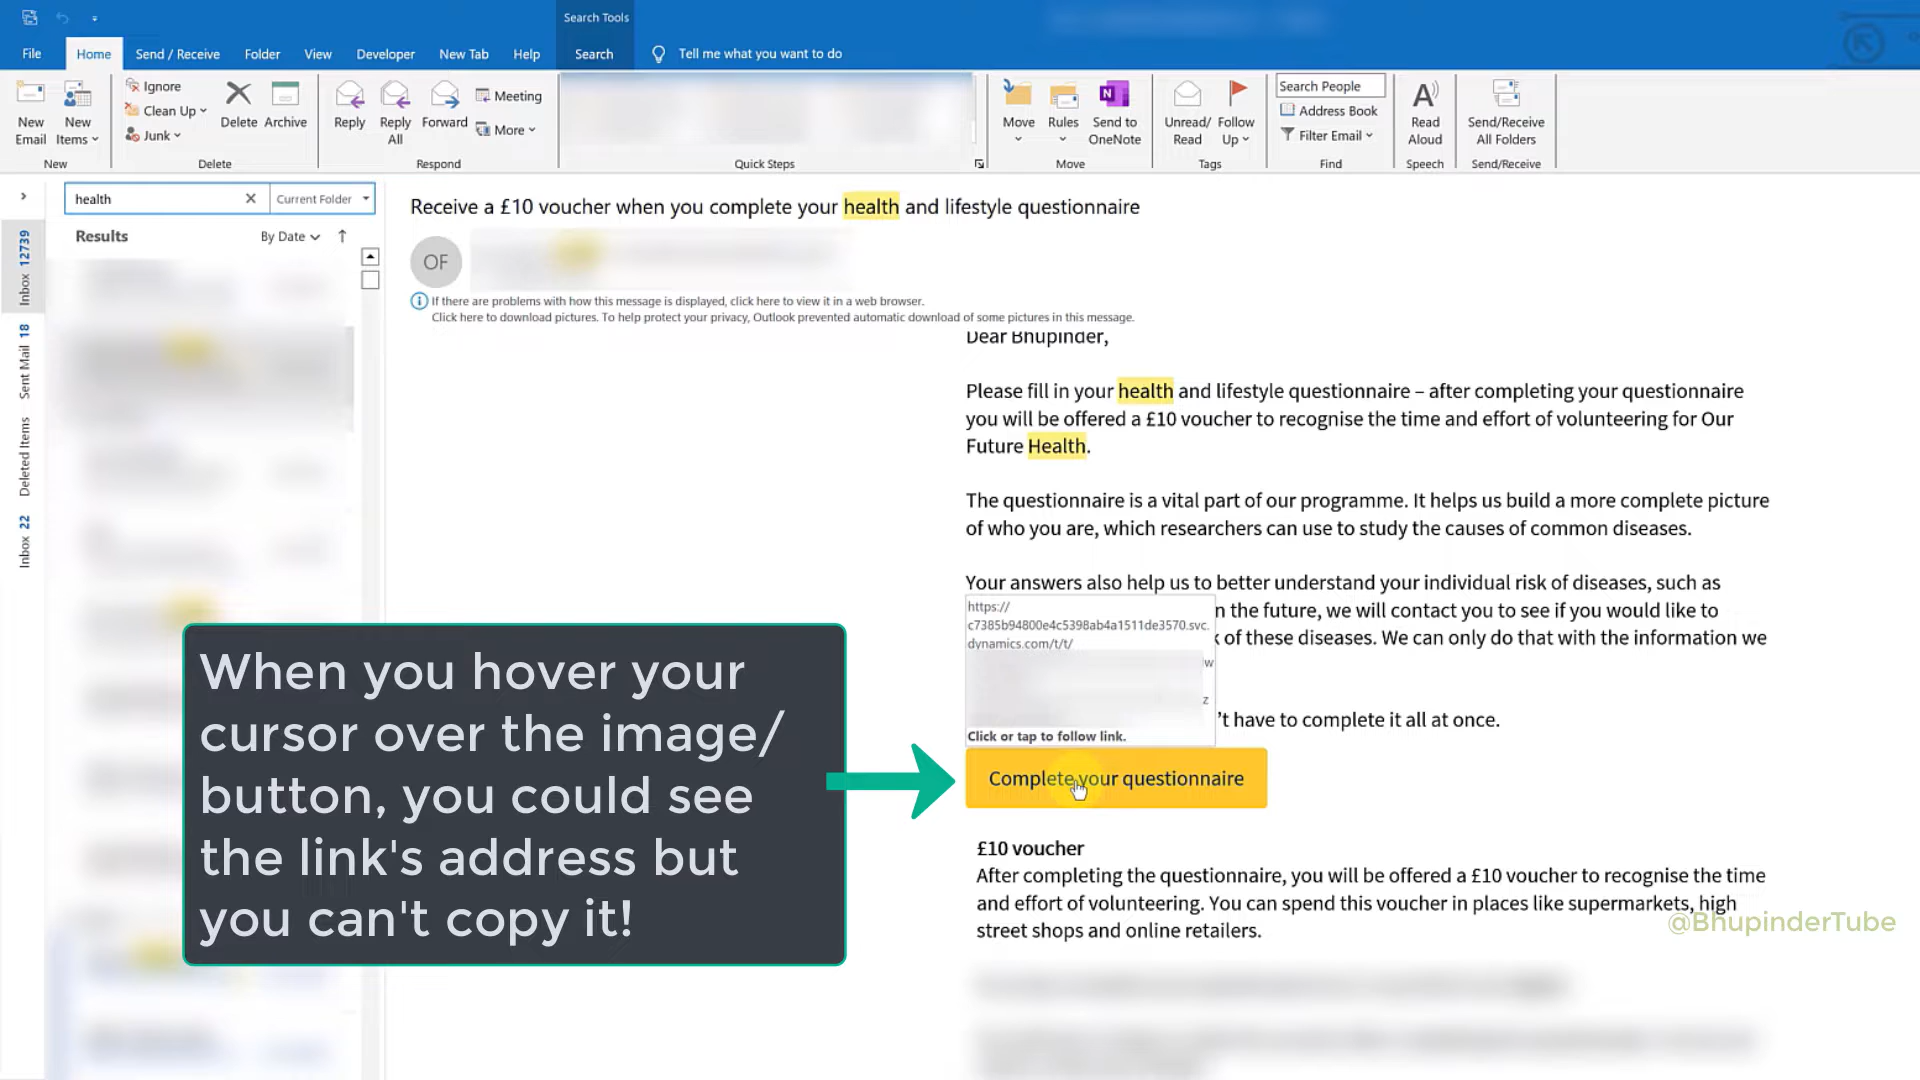 Search Tools
File
Home
Send / Receive
Folder
View
Developer
New Tab
Help
Search
Tell me what you want to do
New Email
New Items
New
Ignore
Clean Up
Junk
Delete
Archive
Delete
Reply
Reply All
Forward
Meeting
More
Respond
Quick Steps
Move
Rules
Send to OneNote
Move
Unread/ Read
Follow Up
Tags
Search People
Address Book
Filter Email
Find
Read Aloud
Speech
Send/Receive All Folders
Send/Receive
health
Current Folder
Results
By Date
Inbox 12739
Sent Mail 18
Deleted Items
Inbox 22
Receive a £10 voucher when you complete your health and lifestyle questionnaire
OF
If there are problems with how this message is displayed, click here to view it in a web browser.
Click here to download pictures. To help protect your privacy, Outlook prevented automatic download of some pictures in this message.
Dear Bhupinder,
Please fill in your health and lifestyle questionnaire – after completing your questionnaire
you will be offered a £10 voucher to recognise the time and effort of volunteering for Our
Future Health.
The questionnaire is a vital part of our programme. It helps us build a more complete picture
of who you are, which researchers can use to study the causes of common diseases.
Your answers also help us to better understand your individual risk of diseases, such as
n the future, we will contact you to see if you would like to
k of these diseases. We can only do that with the information we
't have to complete it all at once.
https://
c7385b94800e4c5398ab4a1511de3570.svc.
dynamics.com/t/t/
w
z
Click or tap to follow link.
Complete your questionnaire
£10 voucher
After completing the questionnaire, you will be offered a £10 voucher to recognise the time
and effort of volunteering. You can spend this voucher in places like supermarkets, high
street shops and online retailers.
When you hover your
cursor over the image/
button, you could see
the link's address but
you can't copy it!
@BhupinderTube